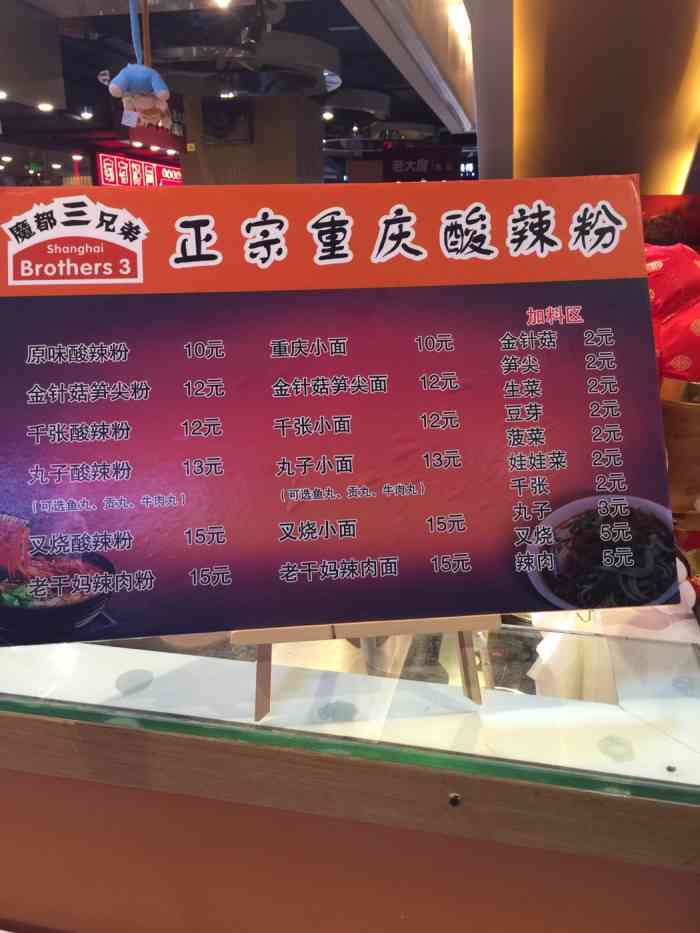 老大房
魔都三兄弟
Shanghai
Brothers 3
正宗重庆酸辣粉
原味酸辣粉 10元
金针菇笋尖粉 12元
千张酸辣粉 12元
丸子酸辣粉 13元
(可选鱼丸、贡丸、牛肉丸)
叉烧酸辣粉 15元
老干妈辣肉粉 15元
重庆小面 10元
金针菇笋尖面 12元
千张小面 12元
丸子小面 13元
(可选鱼丸、贡丸、牛肉丸)
叉烧小面 15元
老干妈辣肉面 15元
加料区
金针菇 2元
笋尖 2元
生菜 2元
豆芽 2元
菠菜 2元
娃娃菜 2元
千张 2元
丸子 3元
叉烧 5元
辣肉 5元